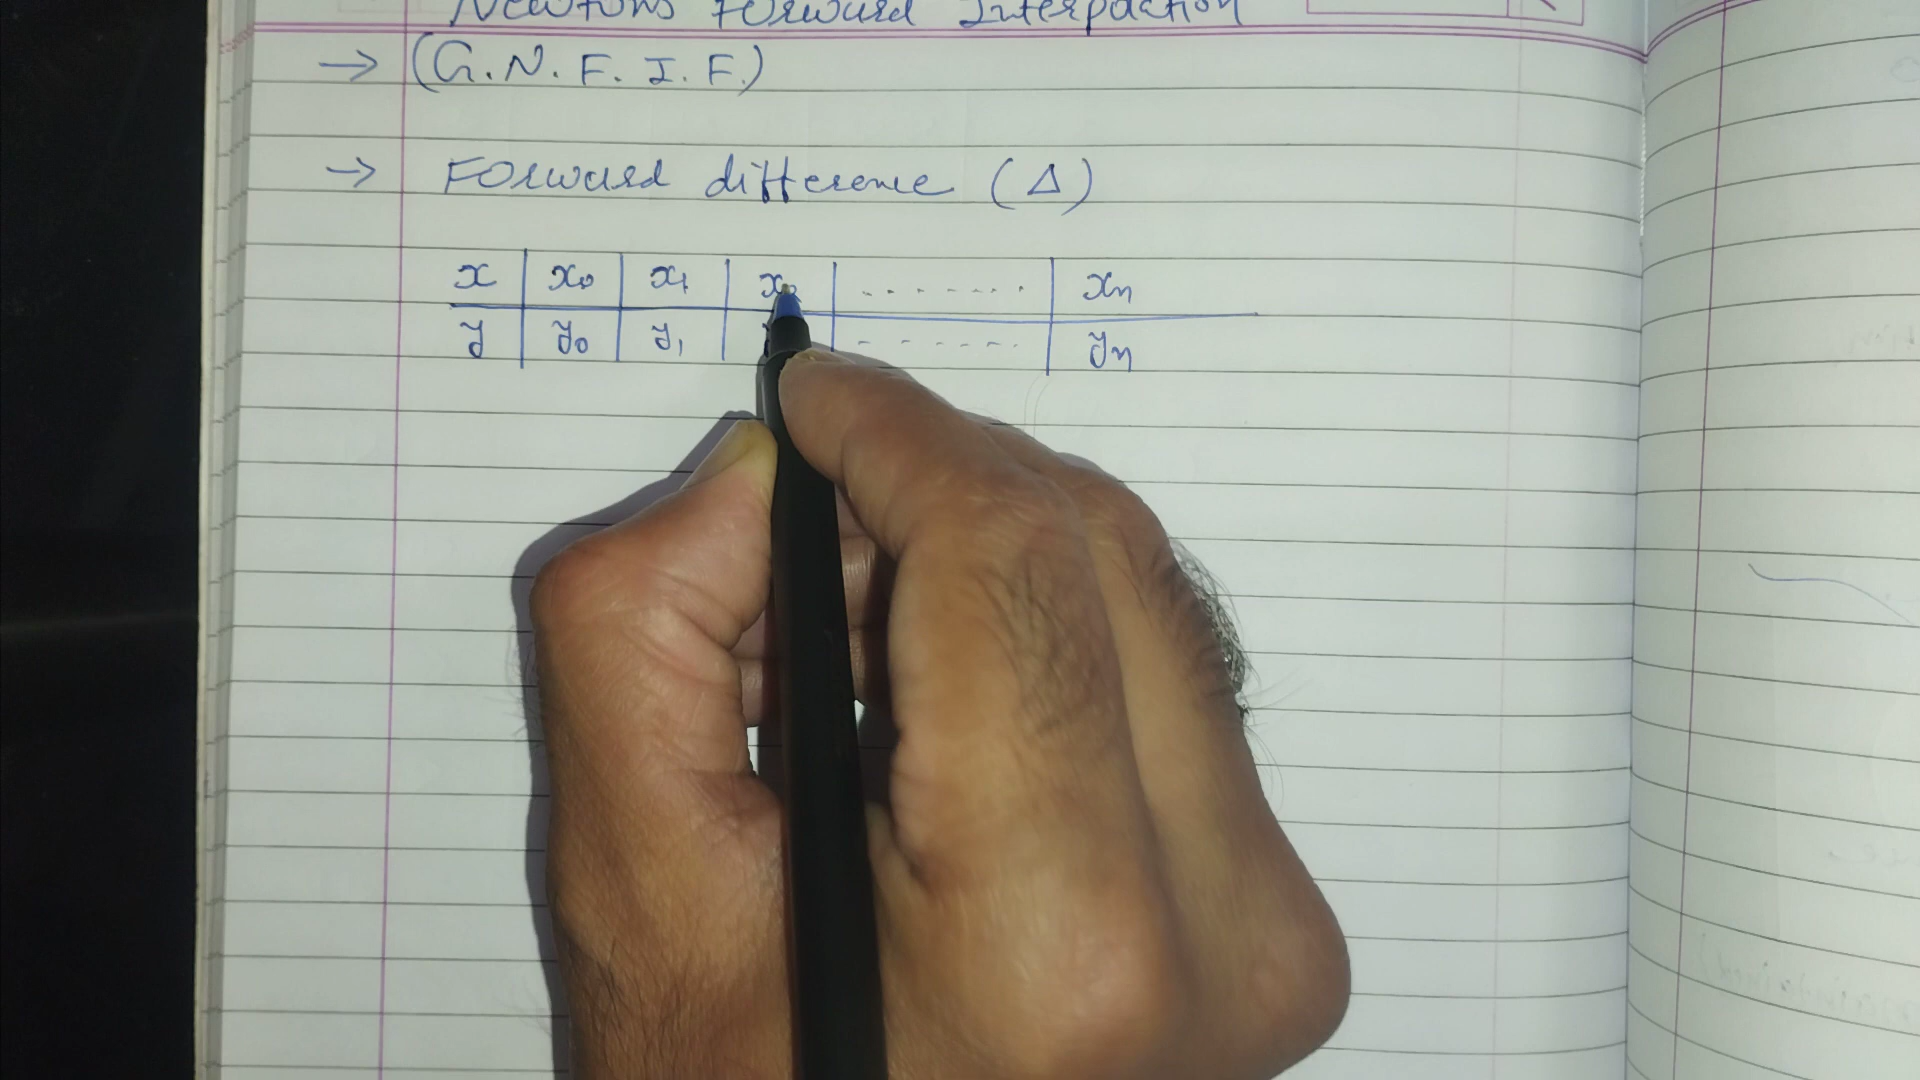 Newtons Forward Interpolation
→ (G.N.F.I.F.)
→ Forward difference (Δ)
x | x₀ | x₁ | x₂ | ....... | xₙ
y | y₀ | y₁ | ....... | yₙ